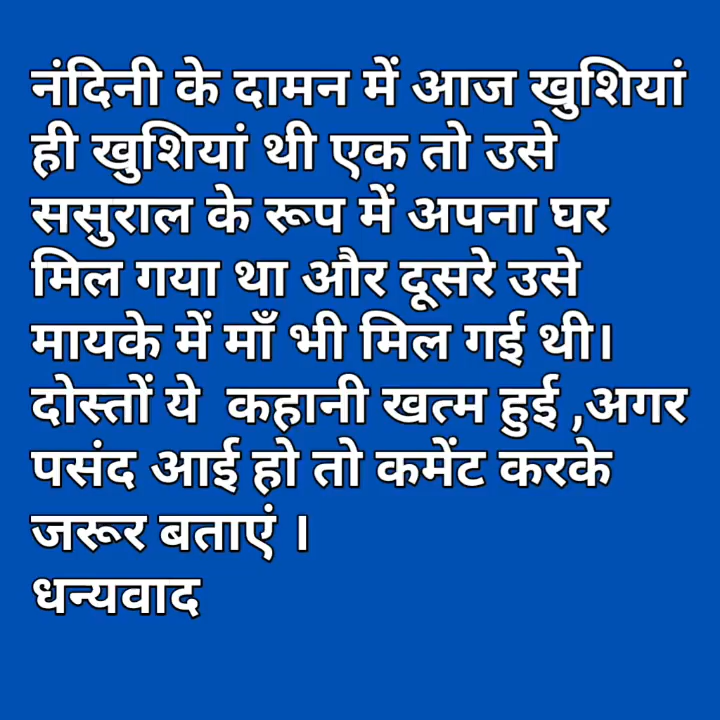 नंदिनी के दामन में आज खुशियां
ही खुशियां थी एक तो उसे
ससुराल के रूप में अपना घर
मिल गया था और दूसरे उसे
मायके में माँ भी मिल गई थी।
दोस्तों ये  कहानी खत्म हुई ,अगर
पसंद आई हो तो कमेंट करके
जरूर बताएं ।
धन्यवाद